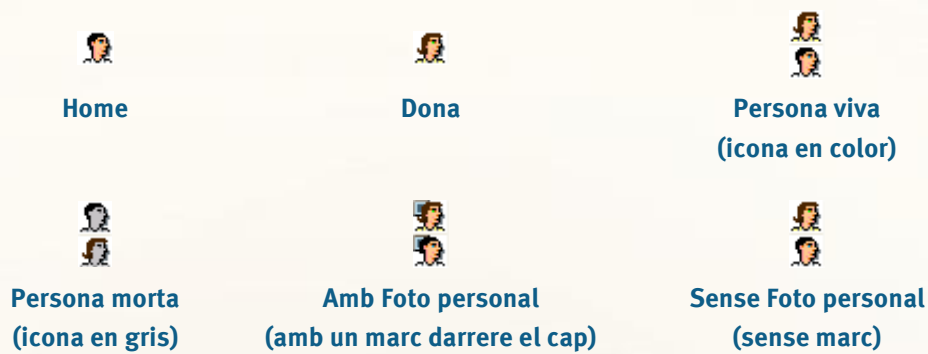 Home
Dona
Persona viva
(icona en color)
Persona morta
(icona en gris)
Amb Foto personal
(amb un marc darrere el cap)
Sense Foto personal
(sense marc)